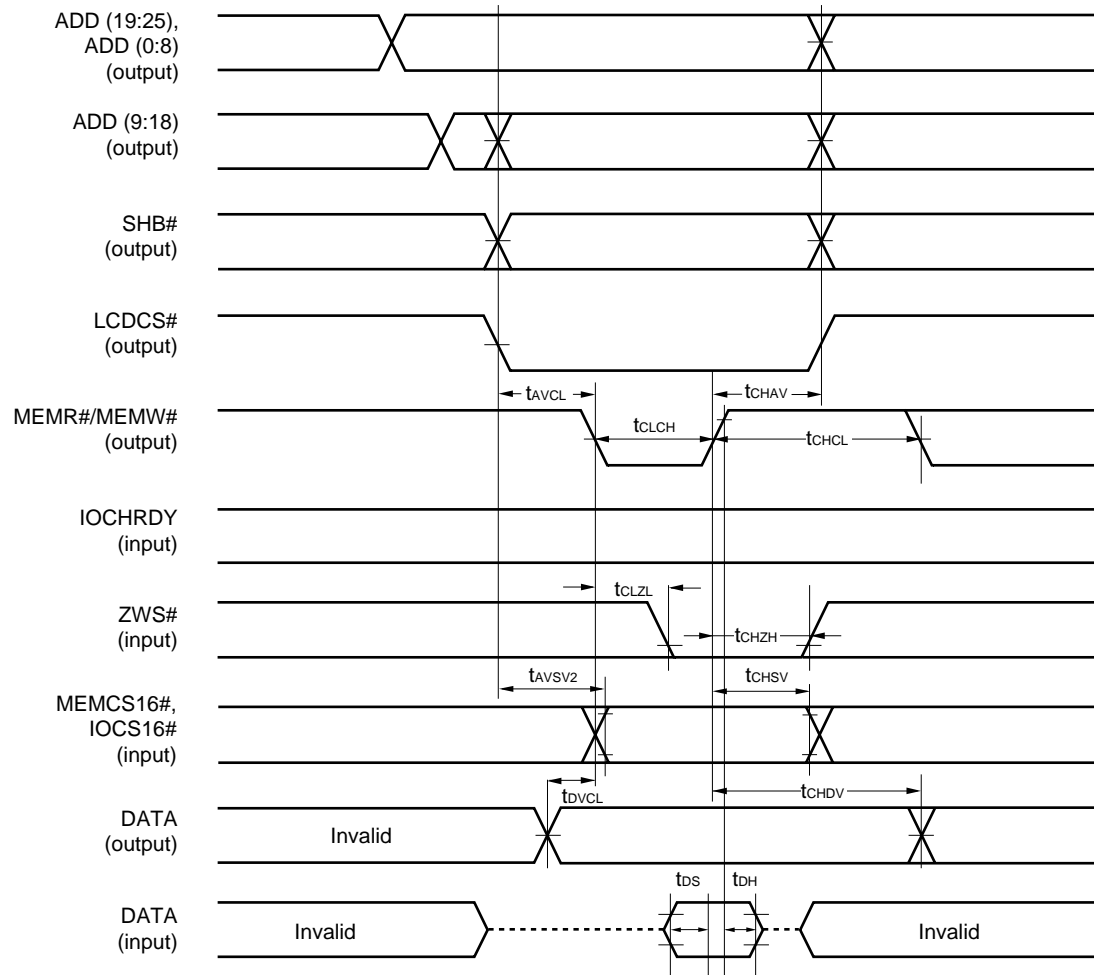 ADD (19:25),
ADD (0:8)
(output)
ADD (9:18)
(output)
SHB#
(output)
LCDCS#
(output)
tAVCL
tCHAV
MEMR#/MEMW#
(output)
tCLCH
tCHCL
IOCHRDY
(input)
tCLZL
ZWS#
(input)
tCHZH
tAVSV2
tCHSV
MEMCS16#,
IOCS16#
(input)
tDVCL
tCHDV
DATA
(output)
Invalid
tDS
tDH
DATA
(input)
Invalid
Invalid